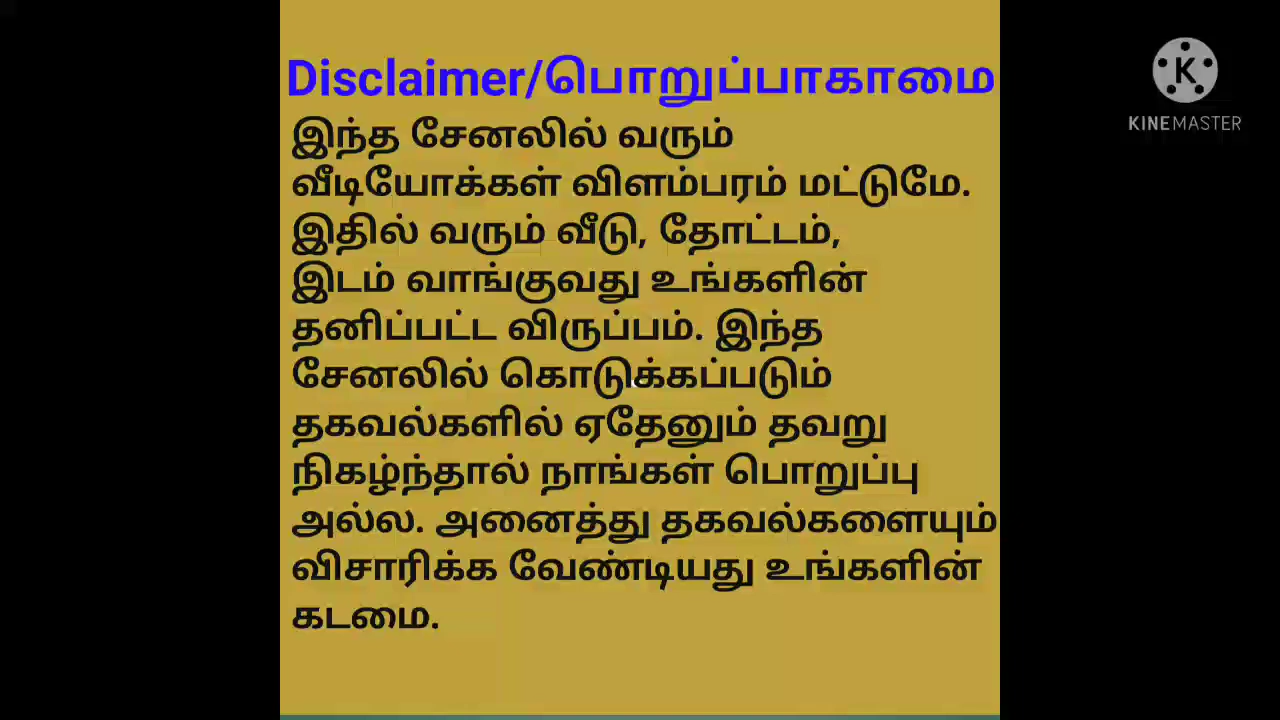 Disclaimer/பொறுப்பாகாமை
இந்த சேனலில் வரும்
வீடியோக்கள் விளம்பரம் மட்டுமே.
இதில் வரும் வீடு, தோட்டம்,
இடம் வாங்குவது உங்களின்
தனிப்பட்ட விருப்பம். இந்த
சேனலில் கொடுக்கப்படும்
தகவல்களில் ஏதேனும் தவறு
நிகழ்ந்தால் நாங்கள் பொறுப்பு
அல்ல. அனைத்து தகவல்களையும்
விசாரிக்க வேண்டியது உங்களின்
கடமை.
K
KINEMASTER